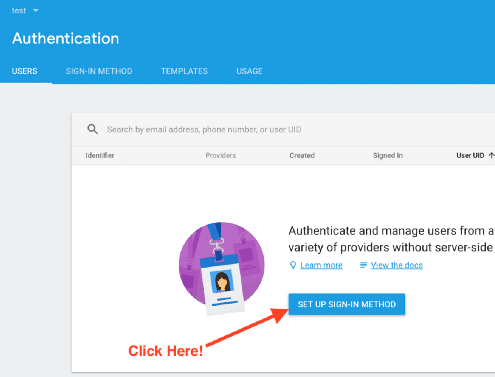 test
Authentication
USERS SIGN-IN METHOD TEMPLATES USAGE
Search by email address, phone number, or user UID
Identifier Providers Created Signed In User UID ↑
Authenticate and manage users from a
variety of providers without server-side
Learn more View the docs
SET UP SIGN-IN METHOD
Click Here!